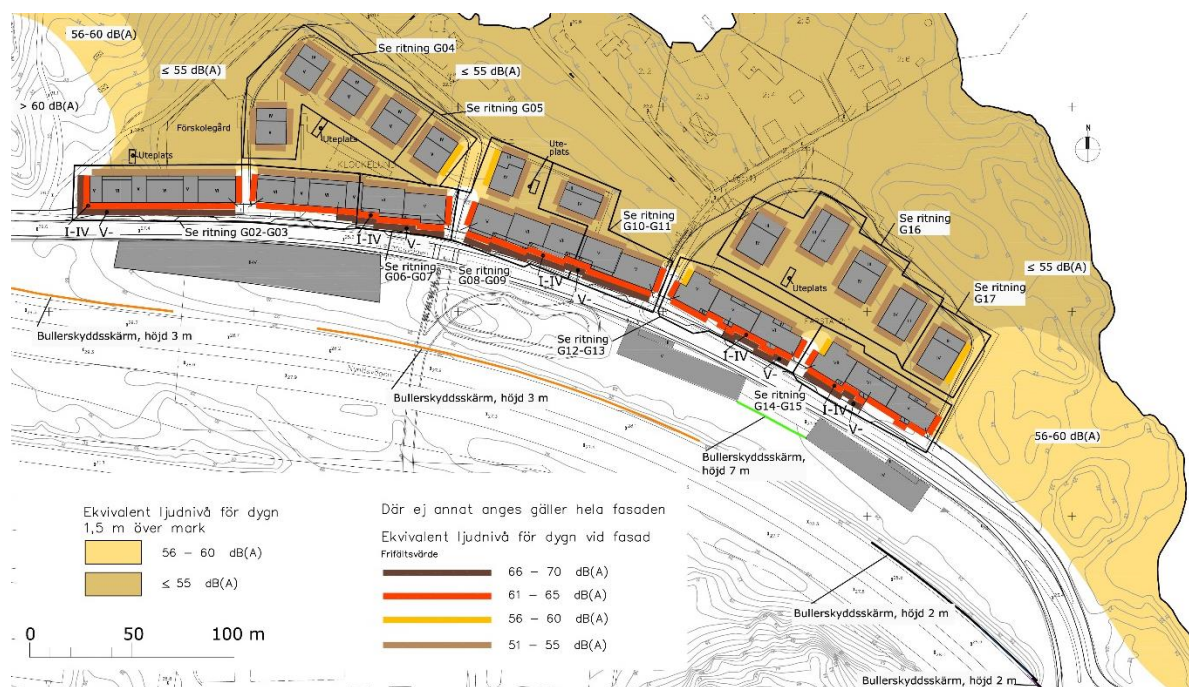 56-60 dB(A)
≤ 55 dB(A)
> 60 dB(A)
Se ritning G04
≤ 55 dB(A)
Se ritning G05
Förskolegård
Uteplats
Uteplats
Ute-
plats
KLOCKELUND
Se ritning
G10-G11
Se ritning
G16
≤ 55 dB(A)
Se ritning
G17
Uteplats
N
I-IV
V-
Se ritning G02-G03
I-IV
V-
Se ritning
G06-G07
Se ritning
G08-G09
I-IV
V-
Se ritning
G12-G13
I-IV
V-
Se ritning
G14-G15
I-IV
V-
Bullerskyddsskärm, höjd 3 m
Bullerskyddsskärm, höjd 3 m
Bullerskyddsskärm,
höjd 7 m
56-60 dB(A)
Bullerskyddsskärm, höjd 2 m
Bullerskyddsskärm, höjd 2 m
Ekvivalent ljudnivå för dygn
1,5 m över mark
56 – 60 dB(A)
≤ 55 dB(A)
0 50 100 m
Där ej annat anges gäller hela fasaden
Ekvivalent ljudnivå för dygn vid fasad
Frifältsvörde
66 – 70 dB(A)
61 – 65 dB(A)
56 – 60 dB(A)
51 – 55 dB(A)